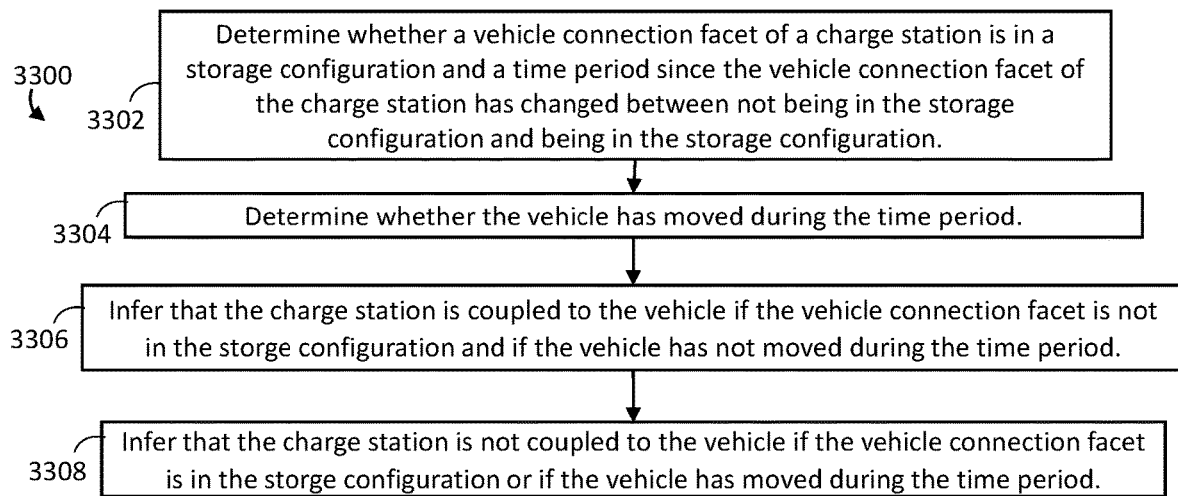 3300
3302
Determine whether a vehicle connection facet of a charge station is in a
storage configuration and a time period since the vehicle connection facet of
the charge station has changed between not being in the storage
configuration and being in the storage configuration.
3304
Determine whether the vehicle has moved during the time period.
3306
Infer that the charge station is coupled to the vehicle if the vehicle connection facet is not
in the storge configuration and if the vehicle has not moved during the time period.
3308
Infer that the charge station is not coupled to the vehicle if the vehicle connection facet
is in the storge configuration or if the vehicle has moved during the time period.